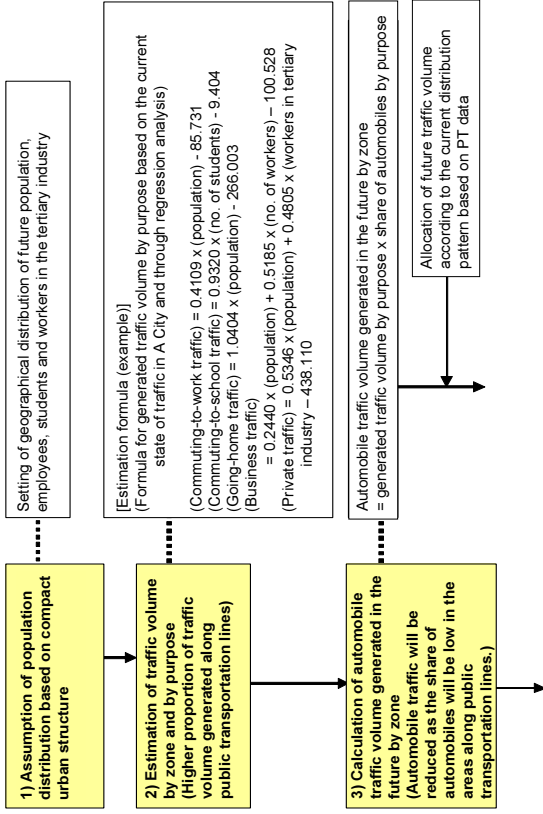 1) Assumption of population
distribution based on compact
urban structure
Setting of geographical distribution of future population,
employees, students and workers in the tertiary industry
2) Estimation of traffic volume
by zone and by purpose
(Higher proportion of traffic
volume generated along
public transportation lines)
[Estimation formula (example)]
(Formula for generated traffic volume by purpose based on the current
state of traffic in A City and through regression analysis)
(Commuting-to-work traffic) = 0.4109 x (population) - 85.731
(Commuting-to-school traffic) = 0.9320 x (no. of students) - 9.404
(Going-home traffic) = 1.0404 x (population) - 266.003
(Business traffic)
= 0.2440 x (population) + 0.5185 x (no. of workers) – 100.528
(Private traffic) = 0.5346 x (population) + 0.4805 x (workers in tertiary
industry – 438.110
3) Calculation of automobile
traffic volume generated in the
future by zone
(Automobile traffic will be
reduced as the share of
automobiles will be low in the
areas along public
transportation lines.)
Automobile traffic volume generated in the future by zone
= generated traffic volume by purpose x share of automobiles by purpose
Allocation of future traffic volume
according to the current distribution
pattern based on PT data